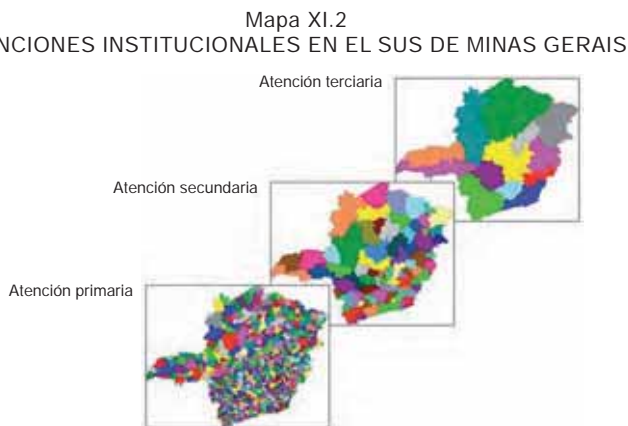 Mapa XI.2
NCIONES INSTITUCIONALES EN EL SUS DE MINAS GERAIS
Atención terciaria
Atención secundaria
Atención primaria